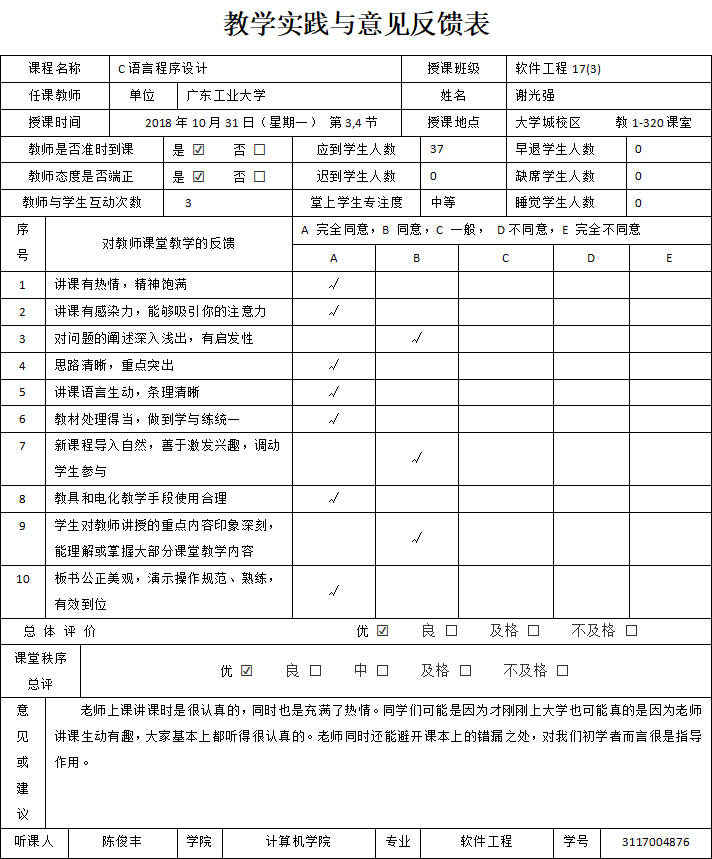 教学实践与意见反馈表
课程名称 C 语言程序设计 授课班级 软件工程 17(3)
任课教师 单位 广东工业大学 姓名 谢光强
授课时间 2018 年 10 月 31 日（星期一） 第 3,4 节 授课地点 大学城校区 教 1-320 课室
教师是否准时到课 是 ☑ 否 ☐ 应到学生人数 37 早退学生人数 0
教师态度是否端正 是 ☑ 否 ☐ 迟到学生人数 0 缺席学生人数 0
教师与学生互动次数 3 堂上学生专注度 中等 睡觉学生人数 0
序号 对教师课堂教学的反馈 A 完全同意，B 同意，C 一般， D 不同意，E 完全不同意
A B C D E
1 讲课有热情，精神饱满 √
2 讲课有感染力，能够吸引你的注意力 √
3 对问题的阐述深入浅出，有启发性 √
4 思路清晰，重点突出 √
5 讲课语言生动，条理清晰 √
6 教材处理得当，做到学与练统一 √
7 新课程导入自然，善于激发兴趣，调动
学生参与 √
8 教具和电化教学手段使用合理 √
9 学生对教师讲授的重点内容印象深刻，
能理解或掌握大部分课堂教学内容 √
10 板书公正美观，演示操作规范、熟练，
有效到位 √
总 体 评 价 优 ☑ 良 ☐ 及格 ☐ 不及格 ☐
课堂秩序
总评 优 ☑ 良 ☐ 中 ☐ 及格 ☐ 不及格 ☐
意见或建议
老师上课讲课时是很认真的，同时也是充满了热情。同学们可能是因为才刚刚上大学也可能真的是因为老师
讲课生动有趣，大家基本上都听得很认真的。老师同时还能避开课本上的错漏之处，对我们初学者而言很是指导
作用。
听课人 陈俊丰 学院 计算机学院 专业 软件工程 学号 3117004876